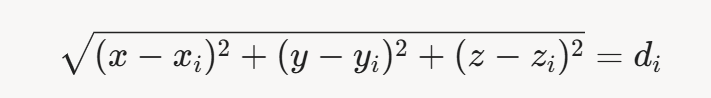 √(x − xᵢ)² + (y − yᵢ)² + (z − zᵢ)² = dᵢ